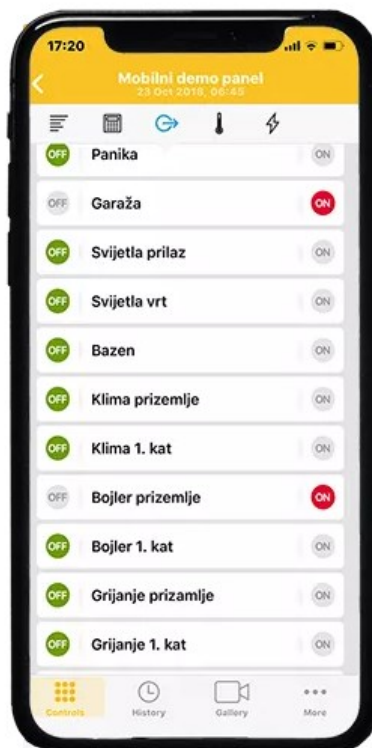 17:20
Mobilni demo panel
23 Oct 2018, 06:45
OFF Panika ON
OFF Garaža ON
OFF Svijetla prilaz ON
OFF Svijetla vrt ON
OFF Bazen ON
OFF Klima prizemlje ON
OFF Klima 1. kat ON
OFF Bojler prizemlje ON
OFF Bojler 1. kat ON
OFF Grijanje prizamlje ON
OFF Grijanje 1. kat ON
Controls History Gallery More